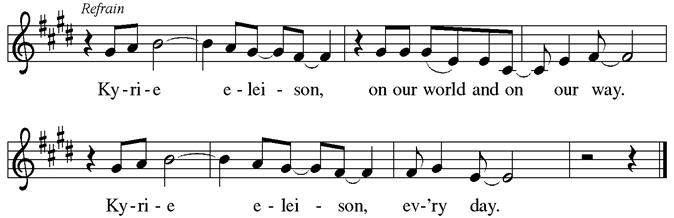 Refrain
Ky - ri - e e - lei - son, on our world and on our way.
Ky - ri - e e - lei - son, ev-'ry day.